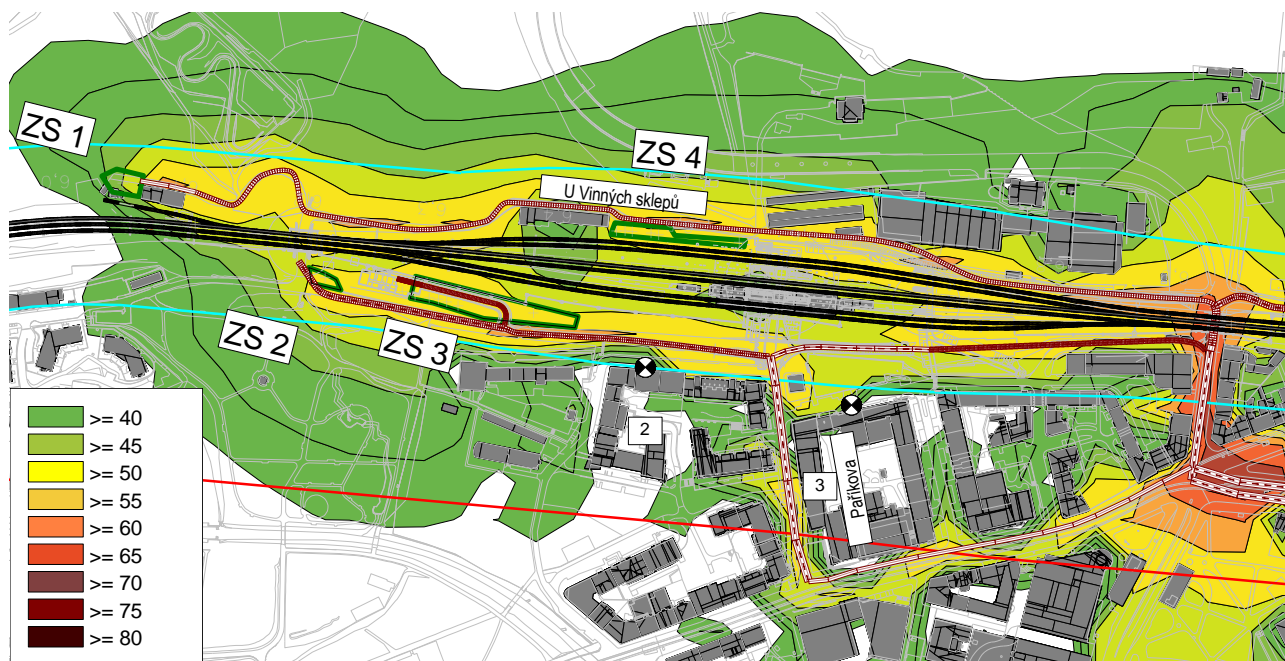 ZS 1
ZS 4
U Vinných sklepů
ZS 2
ZS 3
2
3
Paříkova
>= 40
>= 45
>= 50
>= 55
>= 60
>= 65
>= 70
>= 75
>= 80